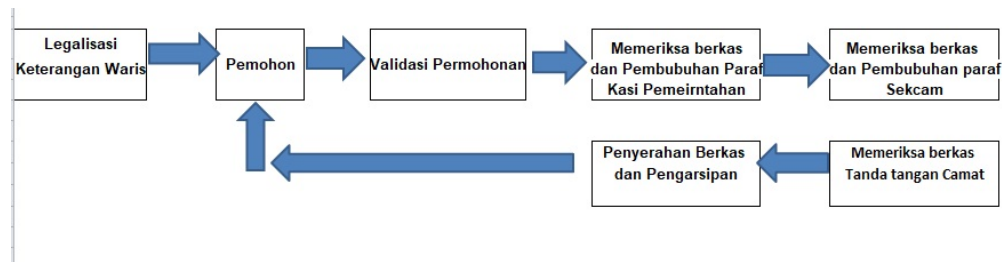 Legalisasi
Keterangan Waris
Pemohon
Validasi Permohonan
Memeriksa berkas
dan Pembubuhan Paraf
Kasi Pemeirntahan
Memeriksa berkas
dan Pembubuhan paraf
Sekcam
Penyerahan Berkas
dan Pengarsipan
Memeriksa berkas
Tanda tangan Camat